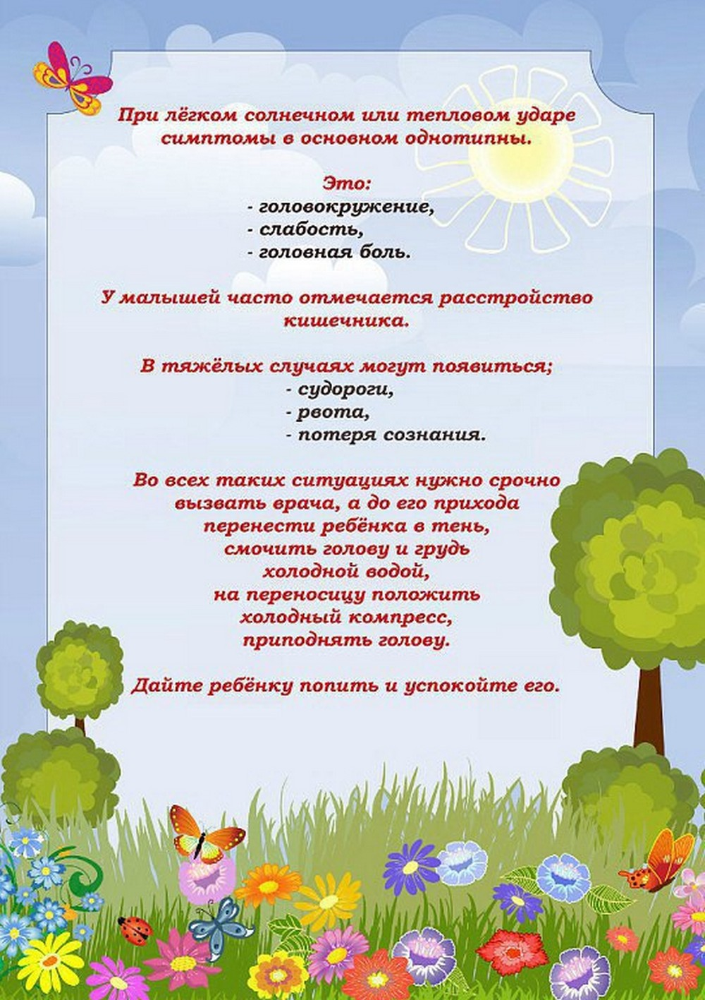 При лёгком солнечном или тепловом ударе
симптомы в основном однотипны.
Это:
- головокружение,
- слабость,
- головная боль.
У малышей часто отмечается расстройство
кишечника.
В тяжёлых случаях могут появиться;
- судороги,
- рвота,
- потеря сознания.
Во всех таких ситуациях нужно срочно
вызвать врача, а до его прихода
перенести ребёнка в тень,
смочить голову и грудь
холодной водой,
на переносицу положить
холодный компресс,
приподнять голову.
Дайте ребёнку попить и успокойте его.